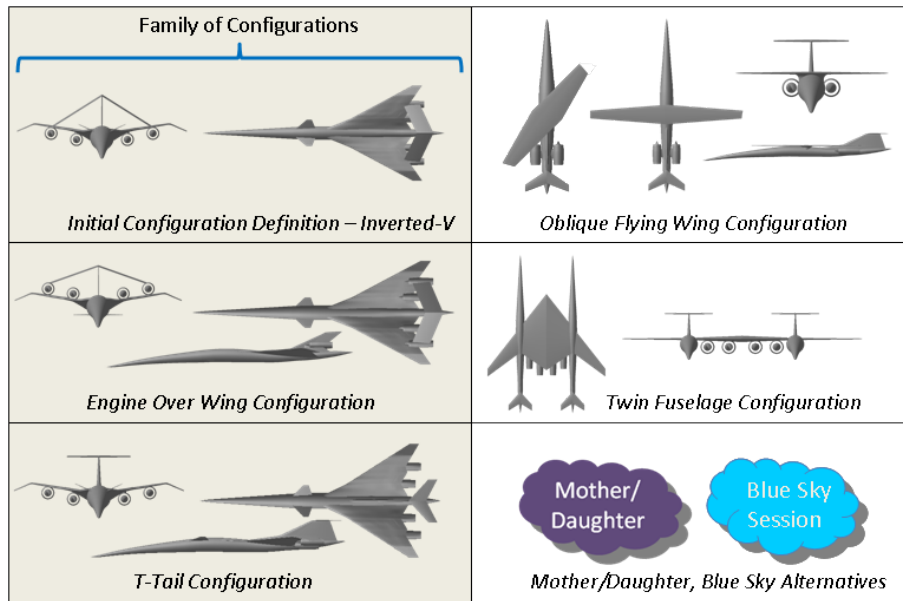 Family of Configurations
Initial Configuration Definition – Inverted-V
Oblique Flying Wing Configuration
Engine Over Wing Configuration
Twin Fuselage Configuration
T-Tail Configuration
Mother/
Daughter
Blue Sky
Session
Mother/Daughter, Blue Sky Alternatives